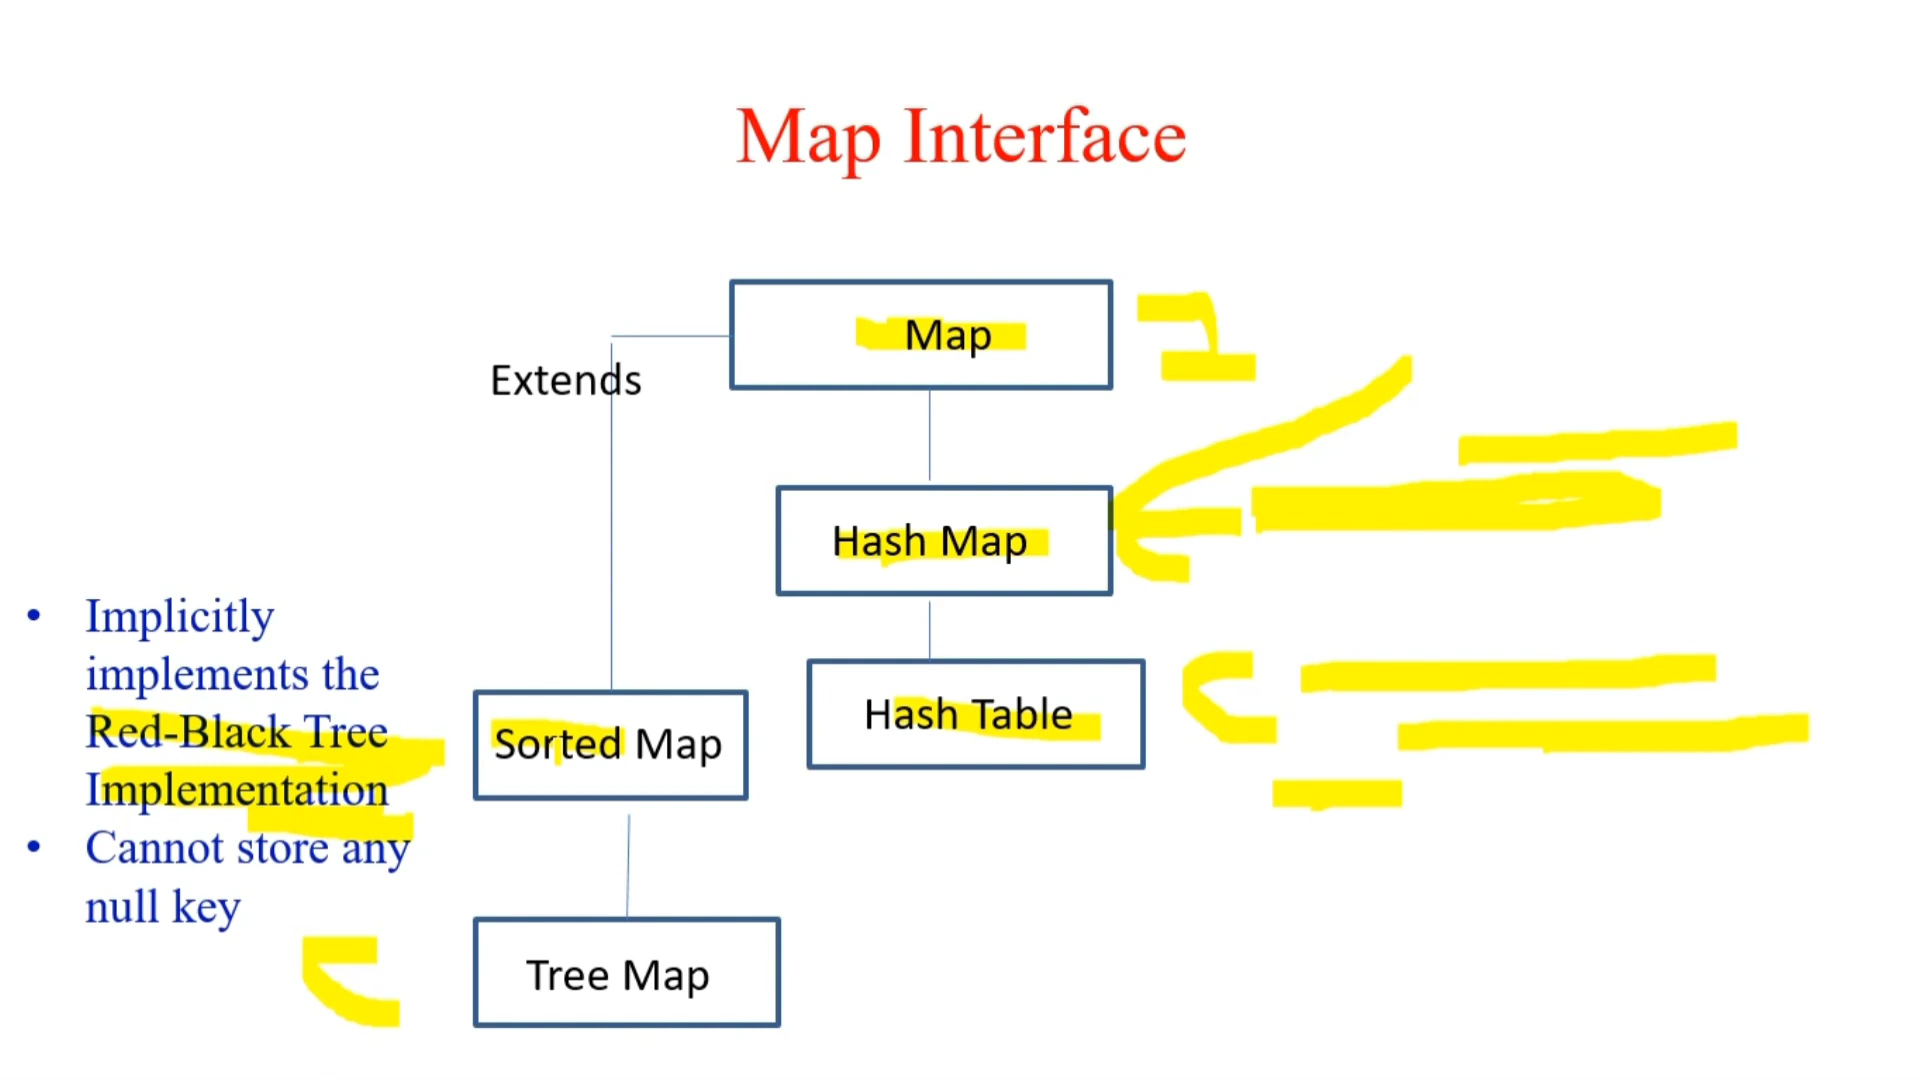 Map Interface
Map
Extends
Hash Map
Hash Table
Sorted Map
Tree Map
• Implicitly
implements the
Red-Black Tree
Implementation
• Cannot store any
null key